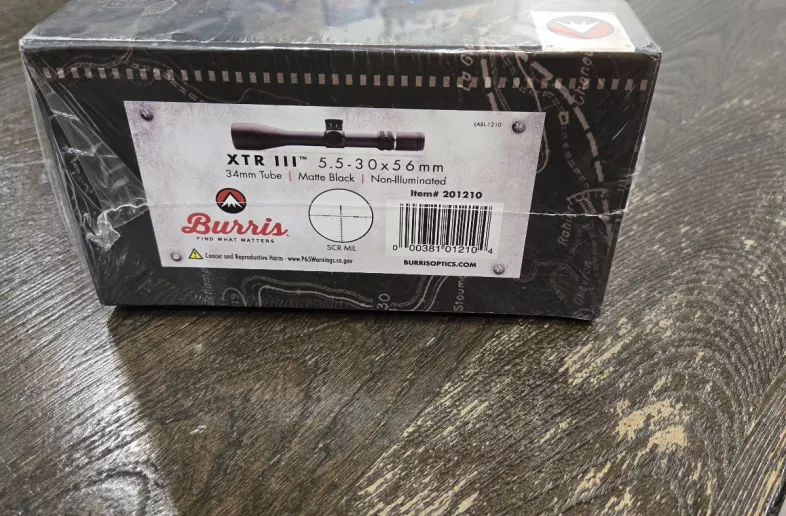 LABL-1210
XTR III™ 5.5-30x56mm
34mm Tube | Matte Black | Non-Illuminated
Item# 201210
Burris.
FIND WHAT MATTERS
SCR MIL
0 00381 01210 4
Cancer and Reproductive Harm - www.P65Warnings.ca.gov
BURRISOPTICS.COM
30